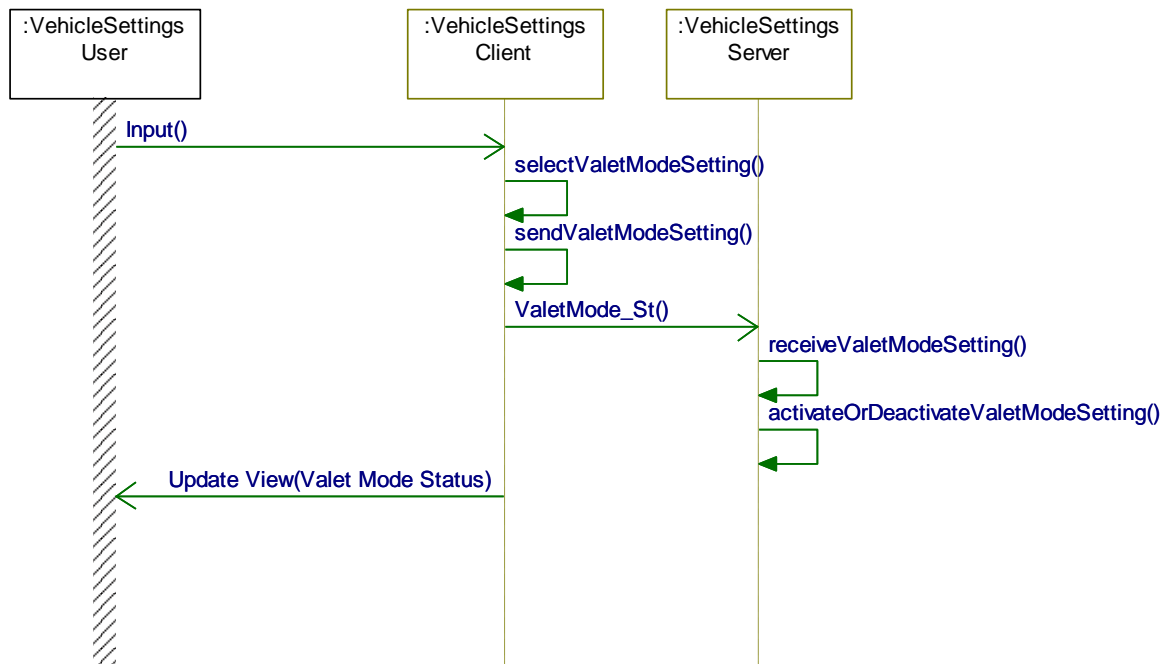 :VehicleSettings
User
:VehicleSettings
Client
:VehicleSettings
Server
Input()
selectValetModeSetting()
sendValetModeSetting()
ValetMode_St()
receiveValetModeSetting()
activateOrDeactivateValetModeSetting()
Update View(Valet Mode Status)